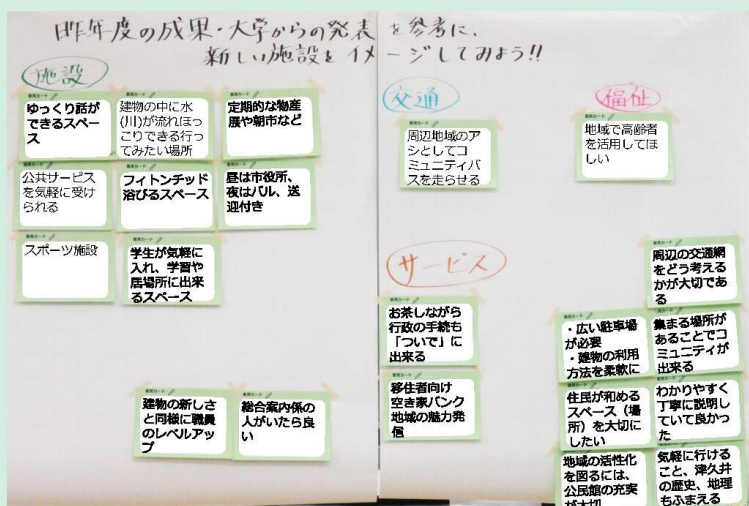 昨年度の成果・大学からの発表を参考に、
新しい施設をイメージしてみよう!!
施設
ゆっくり話が
できるスペー
ス
建物の中に水
(川)が流れほっ
こりできる行っ
てみたい場所
定期的な物産
展や朝市など
公共サービス
を気軽に受け
られる
フィトンチッド
浴びるスペース
昼は市役所、
夜はバル、送
迎付き
スポーツ施設
学生が気軽に
入れ、学習や
居場所に出来
るスペース
建物の新しさ
と同様に職員
のレベルアッ
プ
総合案内係の
人がいたら良
い
交通
周辺地域のア
シとしてコ
ミュニティバ
スを走らせる
福祉
地域で高齢者
を活用してほ
しい
サービス
お茶しながら
行政の手続も
「ついで」に
出来る
移住者向け
空き家バンク
地域の魅力発
信
周辺の交通網
をどう考える
かが大切であ
る
・広い駐車場
が必要
・建物の利用
方法を柔軟に
集まる場所が
あることでコ
ミュニティが
出来る
住民が和める
スペース(場
所)を大切に
したい
わかりやすく
丁寧に説明し
ていて良かっ
た
地域の活性化
を図るには、
公民館の充実
が大切
気軽に行ける
こと、津久井
の歴史、地理
もふまえる